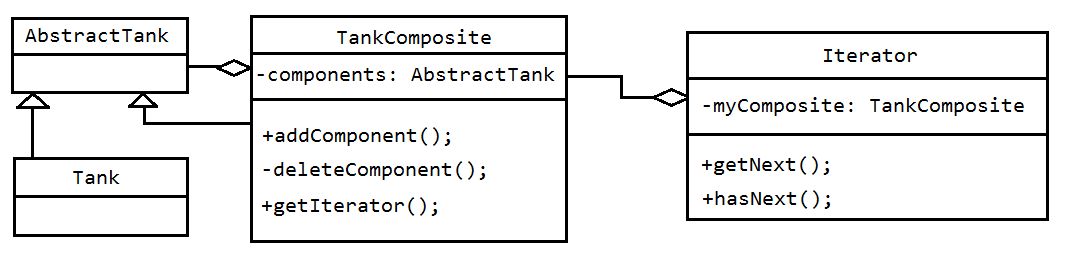 AbstractTank
TankComposite
-components: AbstractTank
+addComponent();
-deleteComponent();
+getIterator();
Iterator
-myComposite: TankComposite
+getNext();
+hasNext();
Tank